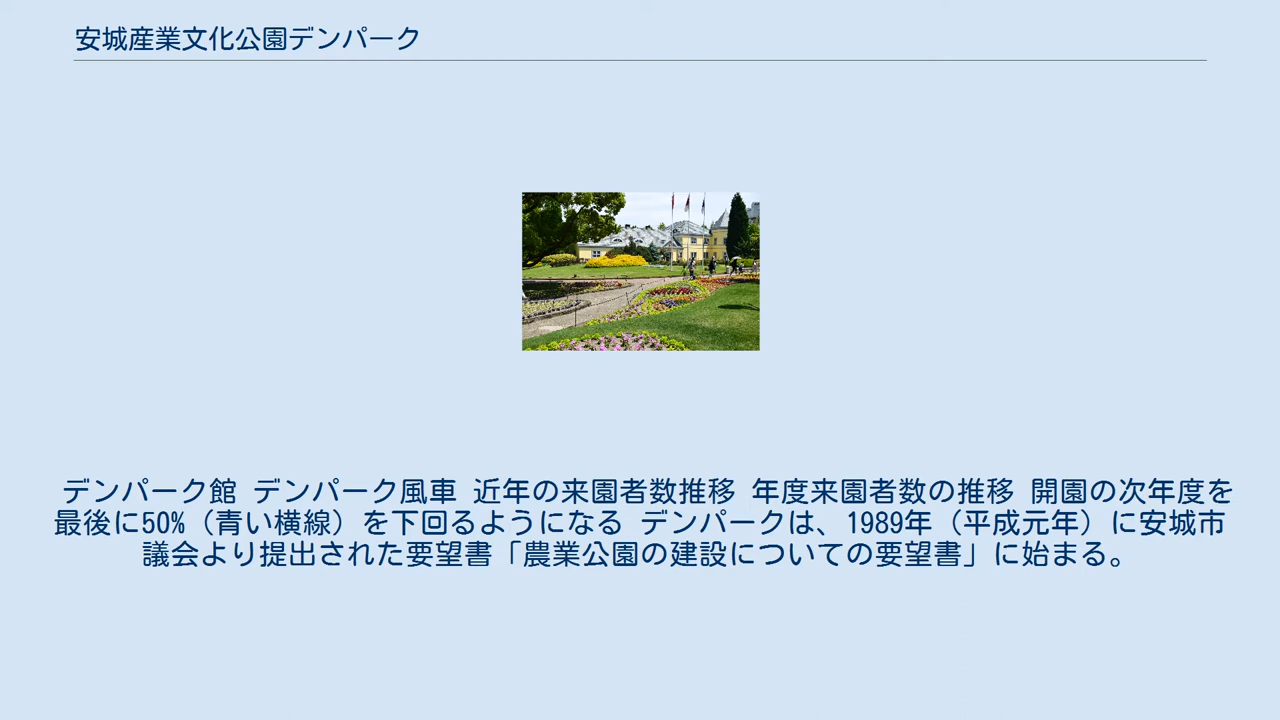 安城産業文化公園デンパーク
デンパーク館 デンパーク風車 近年の来園者数推移 年度来園者数の推移 開園の次年度を
最後に50%（青い横線）を下回るようになる デンパークは、1989年（平成元年）に安城市
議会より提出された要望書「農業公園の建設についての要望書」に始まる。